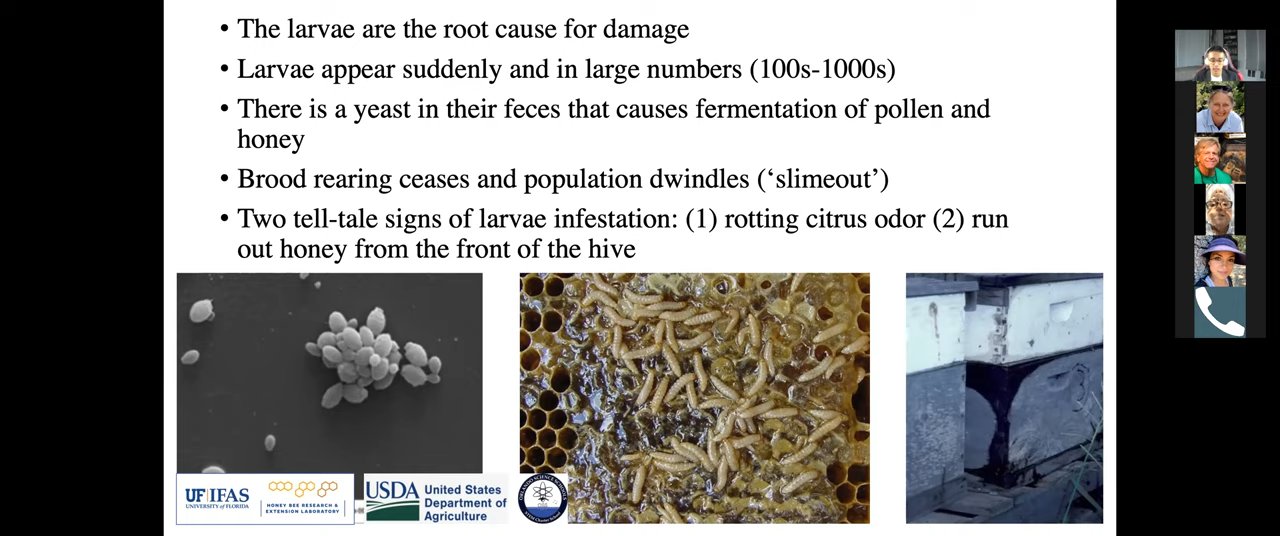 • The larvae are the root cause for damage
• Larvae appear suddenly and in large numbers (100s-1000s)
• There is a yeast in their feces that causes fermentation of pollen and
honey
• Brood rearing ceases and population dwindles (‘slimeout’)
• Two tell-tale signs of larvae infestation: (1) rotting citrus odor (2) run
out honey from the front of the hive
UF|IFAS
UNIVERSITY of FLORIDA
HONEY BEE RESEARCH &
EXTENSION LABORATORY
USDA
United States
Department of
Agriculture
ORLANDO SCIENCE SCHOOLS